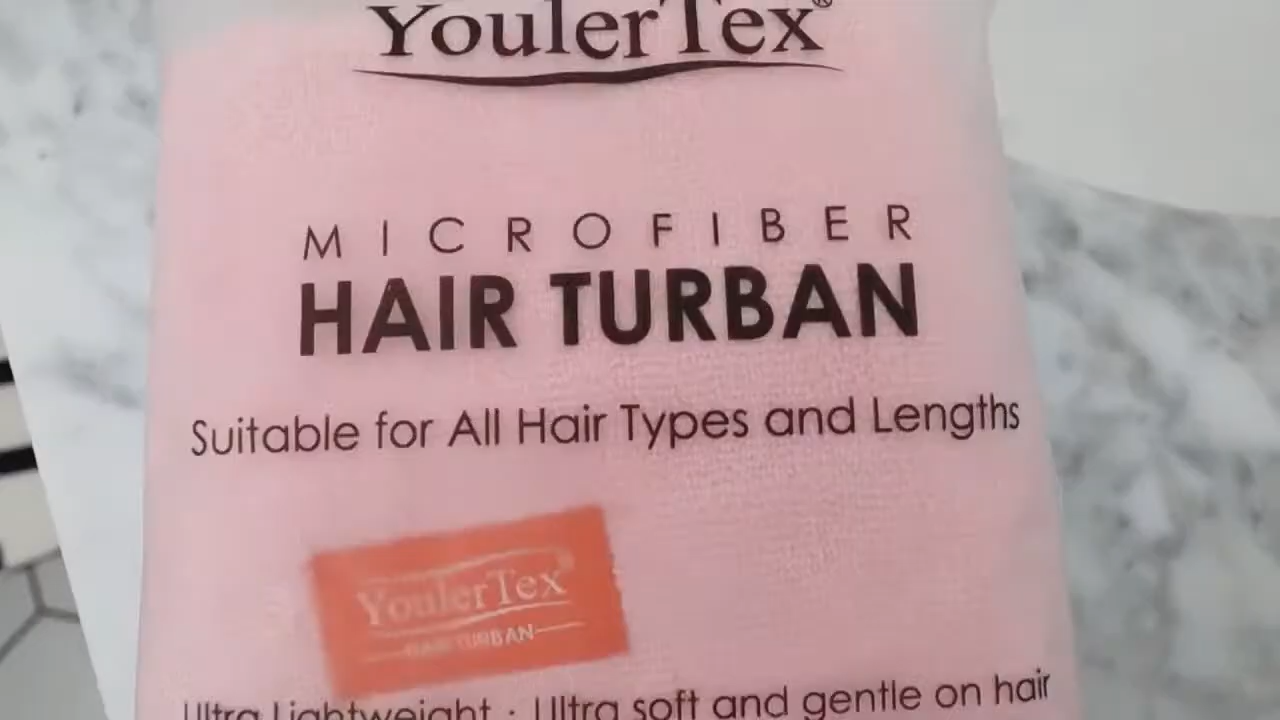 YoulerTex®
MICROFIBER
HAIR TURBAN
Suitable for All Hair Types and Lengths
YoulerTex
HAIR TURBAN
Ultra Lightweight · Ultra soft and gentle on hair